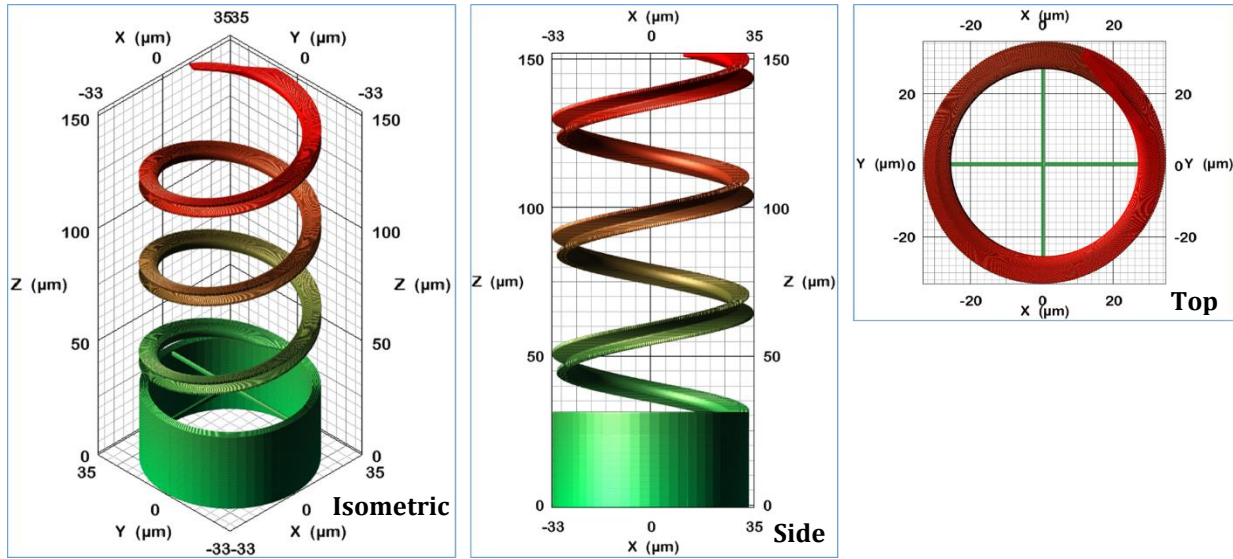 3535
X (µm) Y (µm)
0 0
-33 -33
150 150
100 100
Z (µm) Z (µm)
50 50
0 0
35 35
0 0
Y (µm) X (µm)
-33-33
Isometric
X (µm)
-33 0 35
150 150
100 100
Z (µm) Z (µm)
50 50
0 0
-33 0 35
X (µm)
Side
X (µm)
-20 0 20
20 20
Y (µm) 0 0 Y (µm)
-20 -20
-20 0 20
X (µm)
Top